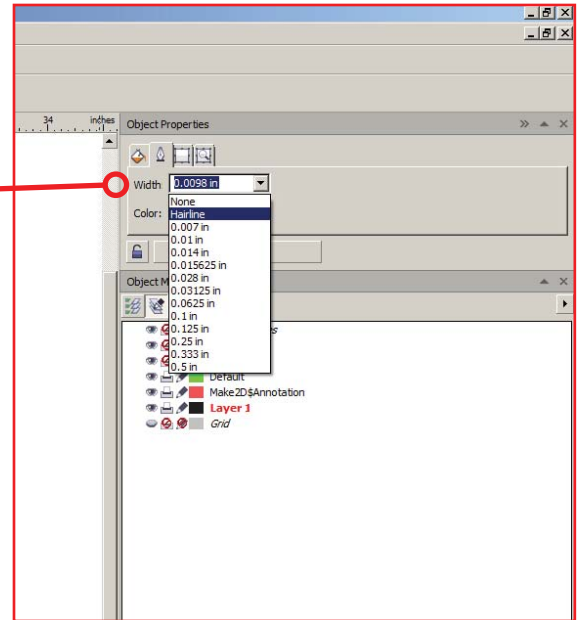 34 inches
Object Properties
Width: 0.0098 in
None
Color: Hairline
0.007 in
0.01 in
0.014 in
0.015625 in
0.028 in
Object M
0.03125 in
0.0625 in
0.1 in
0.125 in
0.25 in
0.333 in
0.5 in
Default
Make2D$Annotation
Layer 1
Grid